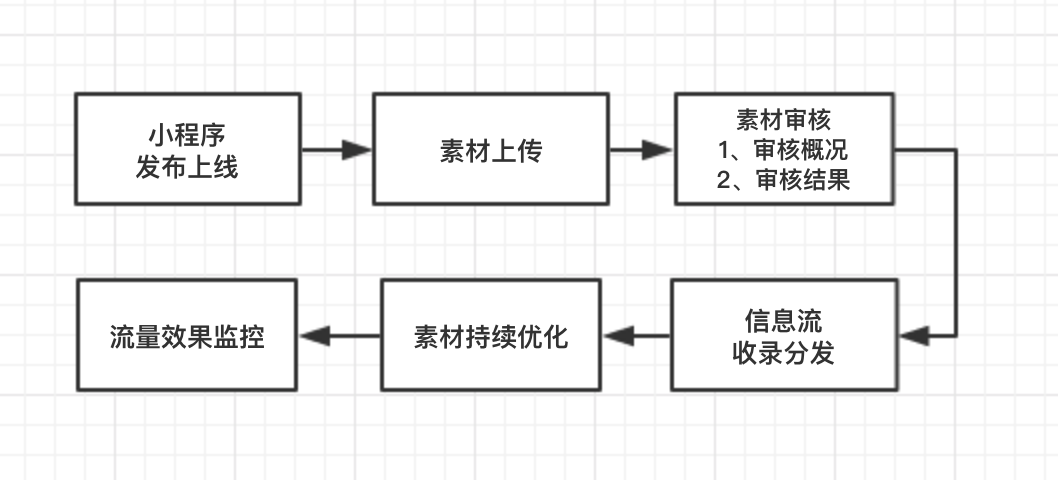 小程序
发布上线
素材上传
素材审核
1、审核概况
2、审核结果
信息流
收录分发
素材持续优化
流量效果监控